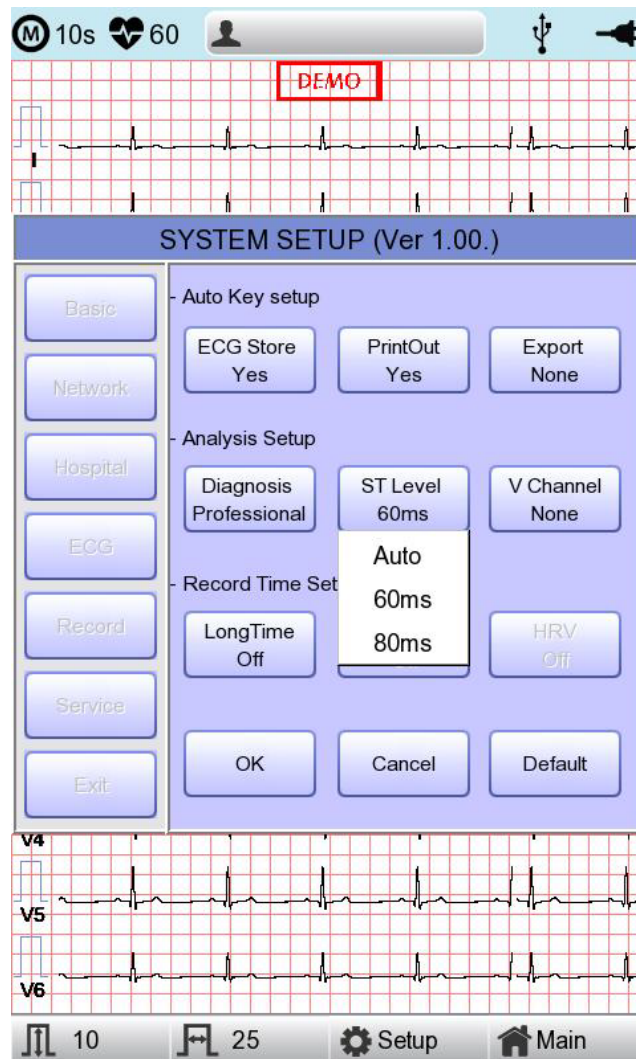 M 10s 60
DEMO
I
SYSTEM SETUP (Ver 1.00.)
Basic
Network
Hospital
ECG
Record
Service
Exit
- Auto Key setup
ECG Store
Yes
PrintOut
Yes
Export
None
- Analysis Setup
Diagnosis
Professional
ST Level
60ms
V Channel
None
Auto
60ms
80ms
- Record Time Set
LongTime
Off
HRV
Off
OK
Cancel
Default
V4
V5
V6
10
25
Setup
Main